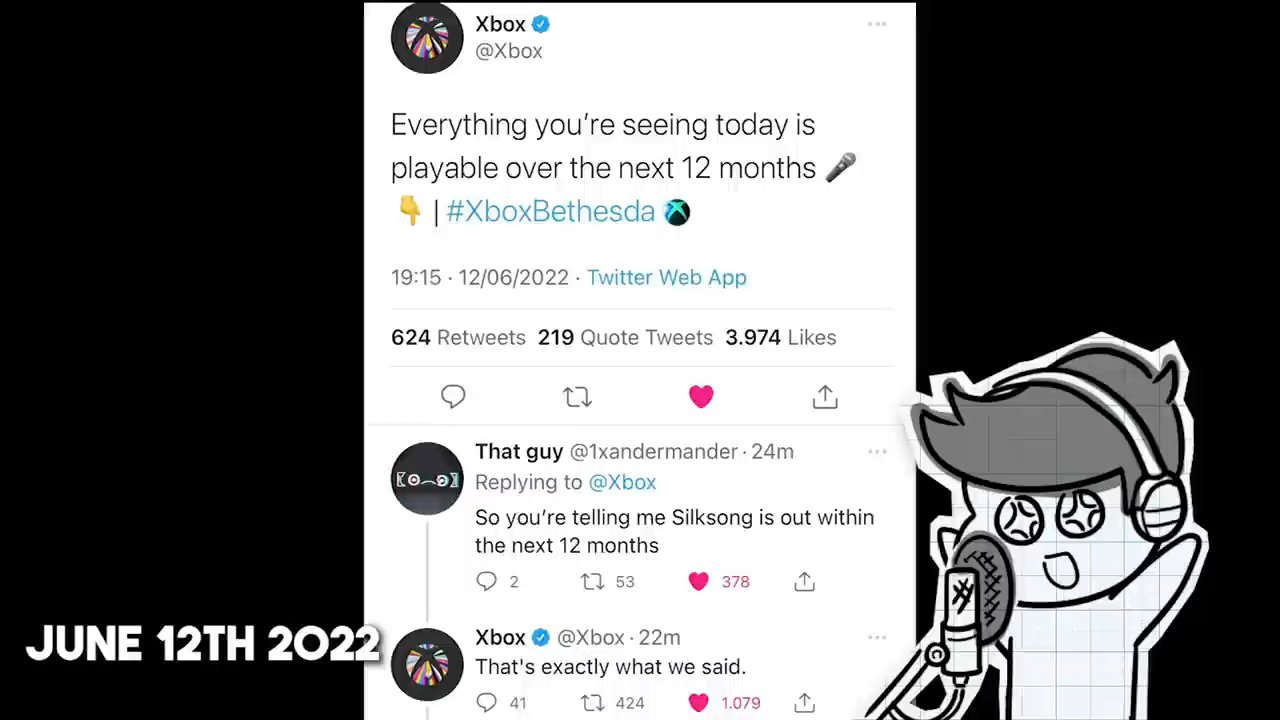 Xbox
@Xbox
Everything you're seeing today is
playable over the next 12 months 🎤
👇 | #XboxBethesda
19:15 · 12/06/2022 · Twitter Web App
624 Retweets 219 Quote Tweets 3.974 Likes
That guy @1xandermander · 24m
Replying to @Xbox
So you're telling me Silksong is out within
the next 12 months
2 53 378
Xbox @Xbox · 22m
That's exactly what we said.
41 424 1.079
JUNE 12TH 2022